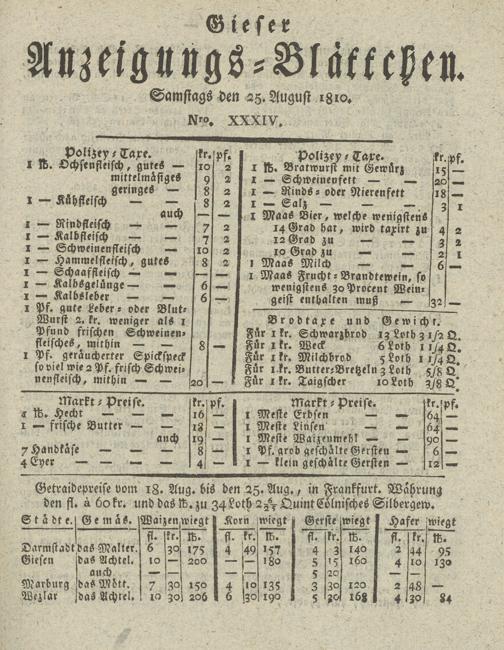 Gieser
Anzeigungs-Blättchen.
Samstags den 25. August 1810.
Nro. XXXIV.
Polizey-Taxe. kr. pf.
1 ℔. Ochsenfleisch, gutes — 10 2
mittelmäsiges 9 2
geringes — 8 2
1 — Kühfleisch — 8 2
auch — —
1 — Rindfleisch — — 7 2
1 — Kalbfleisch — — 7 2
1 — Schweinenfleisch — 10 2
1 — Hammelfleisch, gutes 8 2
1 — Schaaffleisch — — —
1 — Kalbsgelünge — — 6 —
1 — Kalbsleber — — 6 —
1 Pf. gute Leber- oder Blut-
Wurst 2. kr. weniger als 1
Pfund frischen Schweinen-
fleisches, mithin — — 8 —
1 Pf. geräucherter Spickspeck
so viel wie 2 Pf. frisch Schwei-
nenfleisch, mithin — — 20 —
Polizey-Taxe. kr. pf.
1 ℔. Bratwurst mit Gewürz 15 —
1 — Schweinenfett — — 20 —
1 — Rinds- oder Nierenfett 18 —
1 — Salz — — — 3 1
1 Maas Bier, welche wenigstens
14 Grad hat, wird taxirt zu 4 2
12 Grad zu — — 3 2
10 Grad zu — — 2 1
1 Maas Milch — — 6 —
1 Maas Frucht-Brandtewein, so
wenigstens 30 Procent Wein-
geist enthalten muß — — 32 —
Brodtaxe und Gewicht.
Für 1 kr. Schwarzbrod 13 Loth 3 1/2 Q.
Für 1 kr. Weck 6 Loth 1 1/4 Q.
Für 1 kr. Milchbrod 5 Loth 1 1/4 Q.
Für 1 kr. Butter-Bretzeln 3 Loth 5/8 Q.
Für 1 kr. Taigscher 10 Loth 3/8 Q.
Markt-Preise. kr. pf.
1 ℔. Hecht — — 16 —
1 — frische Butter — — 18 —
auch 19 —
7 Handkäse — — 8 —
4 Eyer — — — 4 —
Markt-Preise. kr. pf.
1 Meste Erbsen — — 64 —
1 Meste Linsen — — 64 —
1 Meste Waizenmehl — — 90 —
1 Pf. grob geschälte Gersten — 6 —
1 — klein geschälte Gersten — 12 —
Getraidepreise vom 18. Aug. bis den 25. Aug., in Frankfurt. Währung
den fl. à 60 kr. und das ℔. zu 34 Loth Quint Cölnisches Silbergew.
Städte. Gemäs. Waizen wiegt Korn wiegt Gerste wiegt Hafer wiegt
Darmstadt das Malter. 6 30 175 4 49 157 4 3 140 2 44 95
Giesen das Achtel. 10 — 200 — — 180 5 15 160 4 10 130
auch — — 5 20 —
Marburg das Mött. 7 30 150 4 10 135 3 30 120 2 48 —
Wezlar das Achtel. 10 30 206 6 30 190 5 20 168 4 30 84